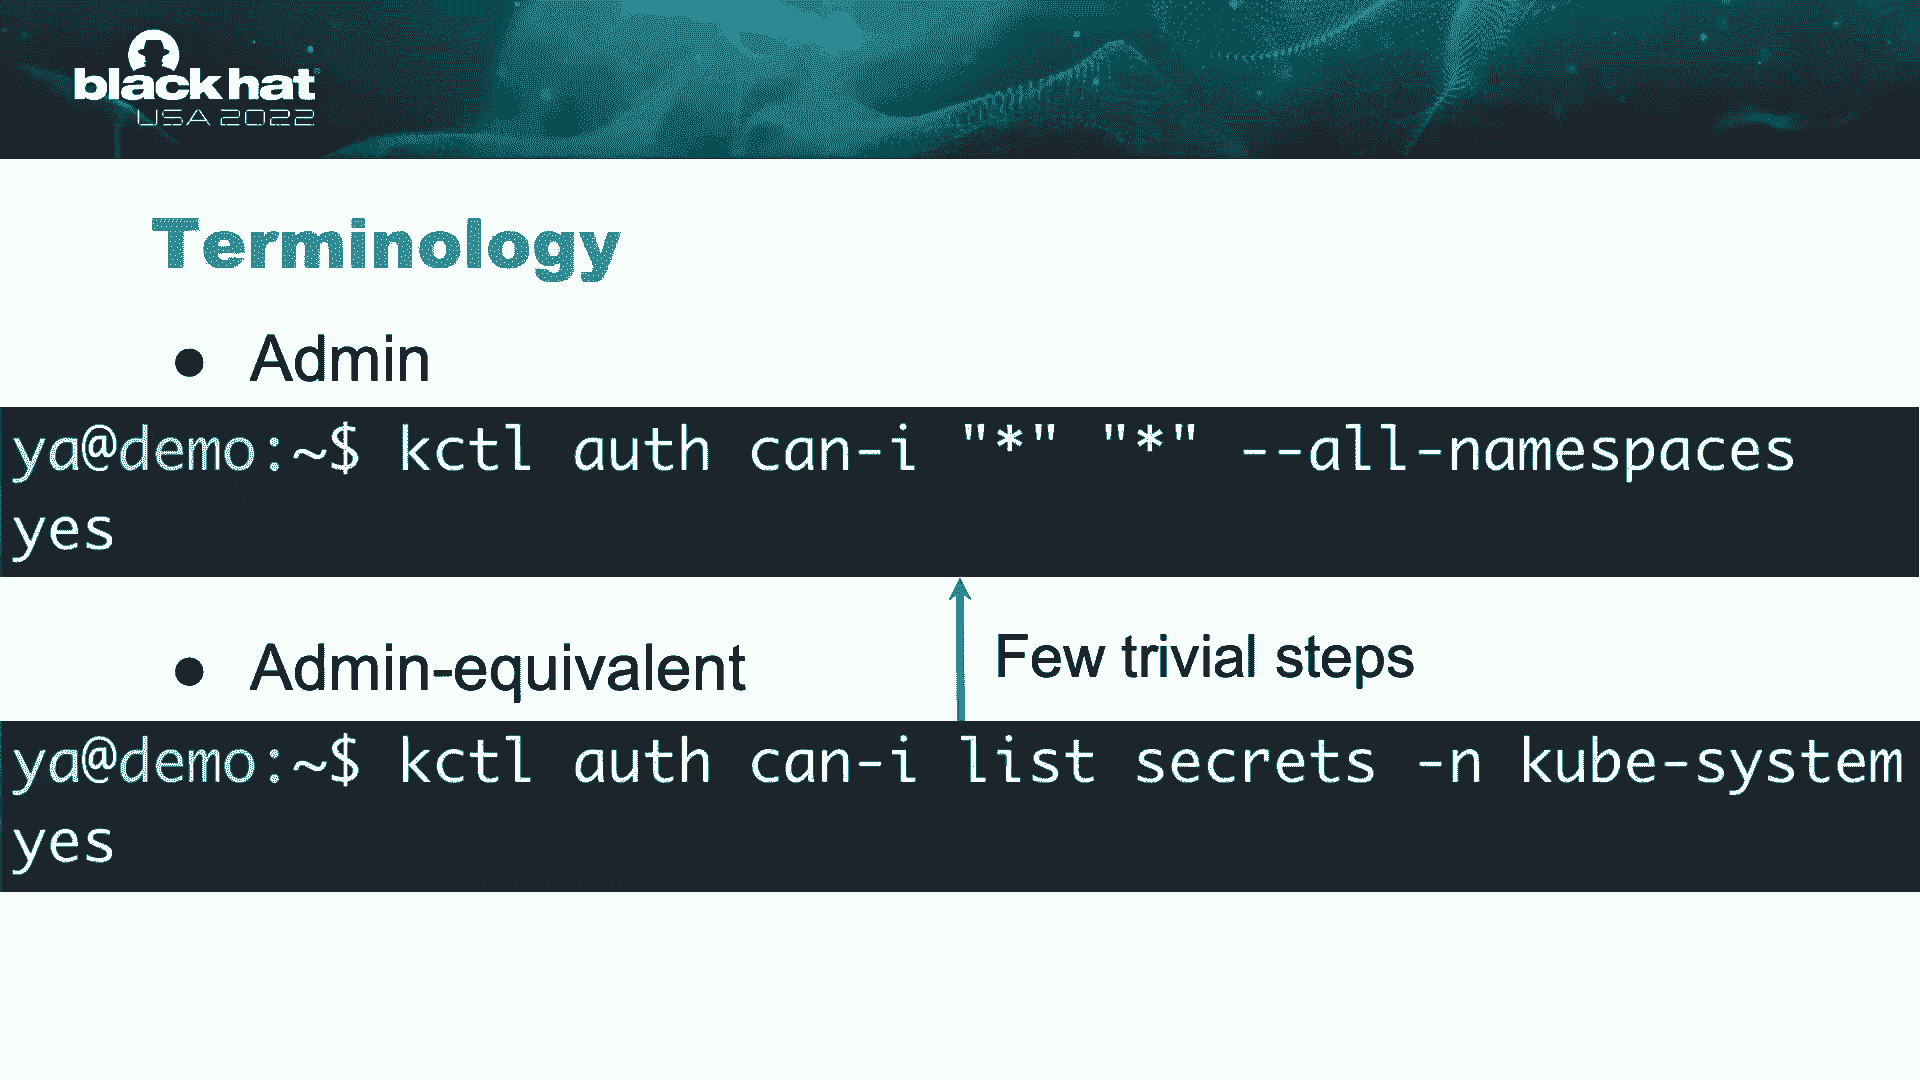 black hat
USA 2022
Terminology
● Admin
ya@demo:~$ kctl auth can-i "*" "*" --all-namespaces
yes
● Admin-equivalent
Few trivial steps
ya@demo:~$ kctl auth can-i list secrets -n kube-system
yes